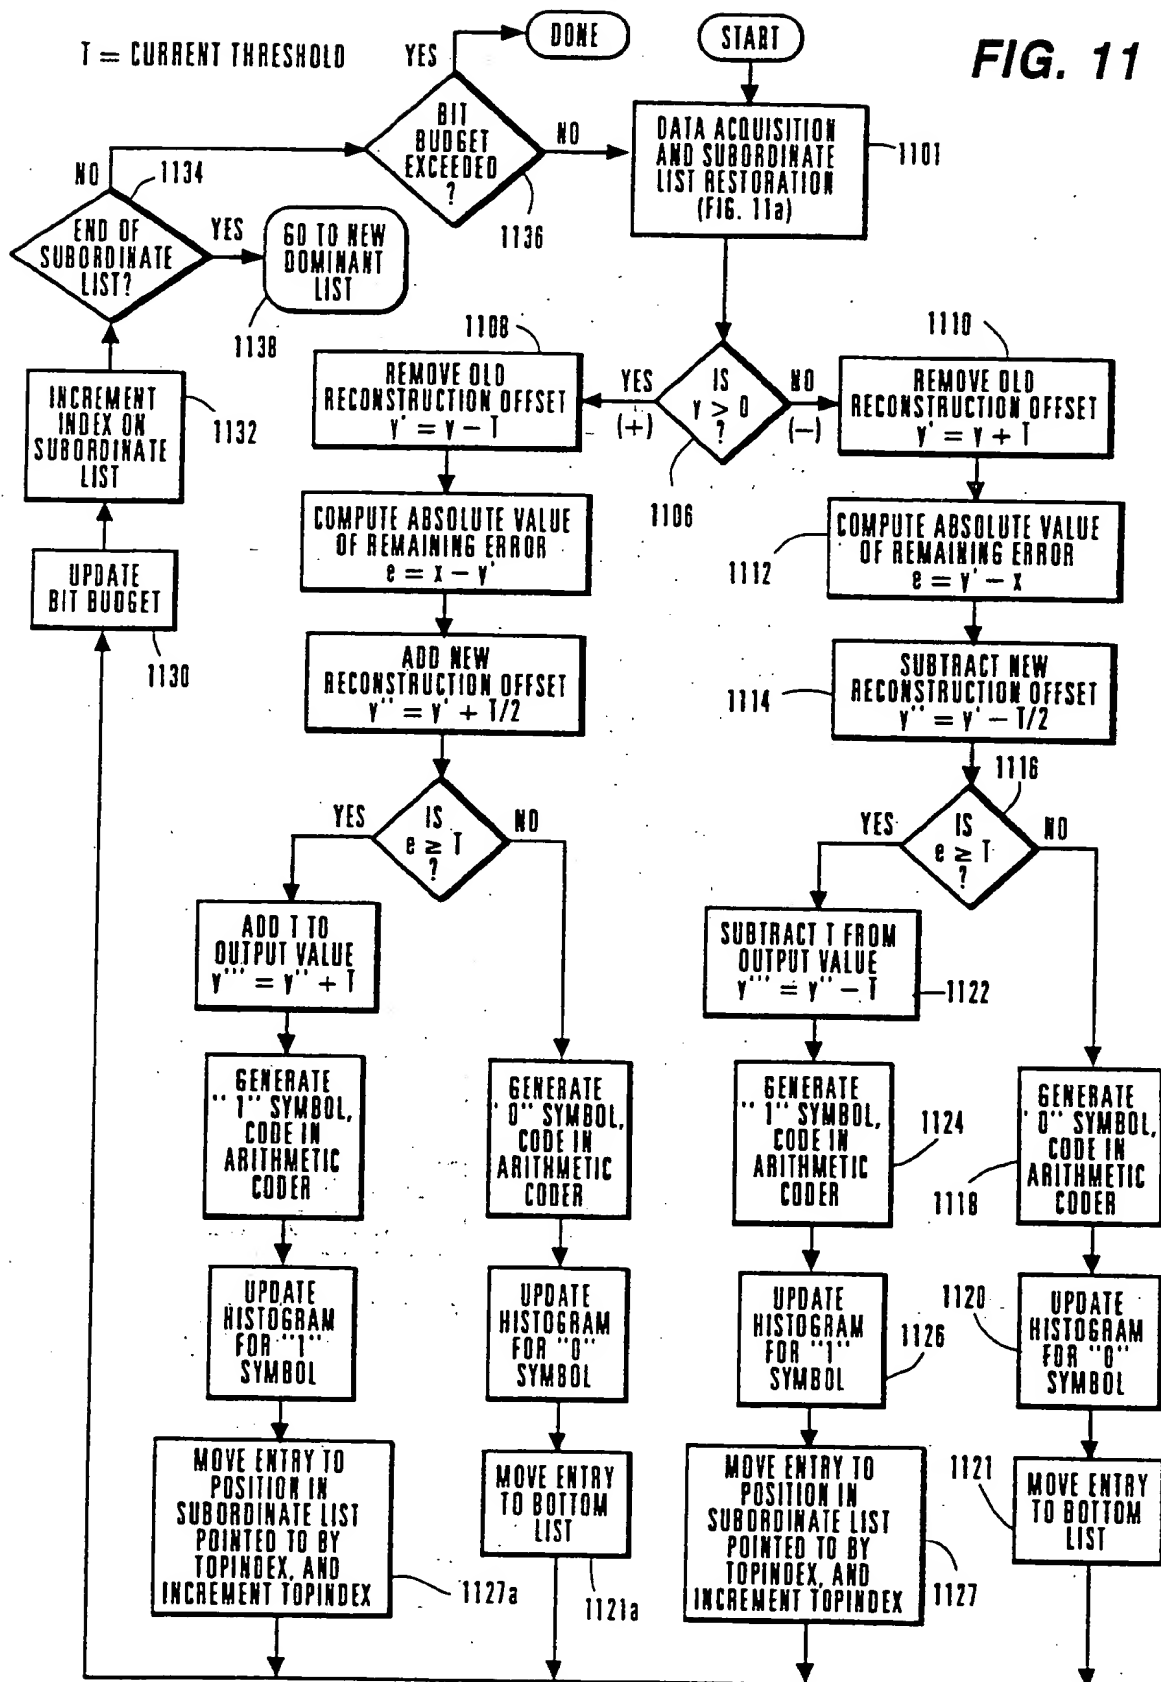 FIG. 11
T = CURRENT THRESHOLD
YES
DONE
START
BIT
BUDGET
EXCEEDED
?
NO
1136
DATA ACQUISITION
AND SUBORDINATE
LIST RESTORATION
(FIG. 11a)
1101
NO
1134
END OF
SUBORDINATE
LIST?
YES
GO TO NEW
DOMINANT
LIST
1138
INCREMENT
INDEX ON
SUBORDINATE
LIST
1132
UPDATE
BIT BUDGET
1130
IS
y > 0
?
1106
YES
(+)
NO
(−)
1108
REMOVE OLD
RECONSTRUCTION OFFSET
y' = y − T
COMPUTE ABSOLUTE VALUE
OF REMAINING ERROR
e = x − y'
ADD NEW
RECONSTRUCTION OFFSET
y'' = y' + T/2
IS
e ≥ T
?
YES
NO
ADD T TO
OUTPUT VALUE
y''' = y'' + T
GENERATE
"1" SYMBOL,
CODE IN
ARITHMETIC
CODER
UPDATE
HISTOGRAM
FOR "1"
SYMBOL
MOVE ENTRY TO
POSITION IN
SUBORDINATE LIST
POINTED TO BY
TOPINDEX, AND
INCREMENT TOPINDEX
1127a
GENERATE
'0" SYMBOL,
CODE IN
ARITHMETIC
CODER
UPDATE
HISTOGRAM
FOR "0"
SYMBOL
MOVE ENTRY
TO BOTTOM
LIST
1121a
1110
REMOVE OLD
RECONSTRUCTION OFFSET
y' = y + T
COMPUTE ABSOLUTE VALUE
OF REMAINING ERROR
e = y' − x
1112
SUBTRACT NEW
RECONSTRUCTION OFFSET
y'' = y' − T/2
1114
1116
IS
e ≥ T
?
YES
NO
SUBTRACT T FROM
OUTPUT VALUE
y''' = y'' − T
1122
GENERATE
"1" SYMBOL,
CODE IN
ARITHMETIC
CODER
1124
UPDATE
HISTOGRAM
FOR "1"
SYMBOL
1126
MOVE ENTRY TO
POSITION IN
SUBORDINATE LIST
POINTED TO BY
TOPINDEX, AND
INCREMENT TOPINDEX
1127
GENERATE
'0" SYMBOL,
CODE IN
ARITHMETIC
CODER
1118
UPDATE
HISTOGRAM
FOR "0"
SYMBOL
1120
MOVE ENTRY
TO BOTTOM
LIST
1121